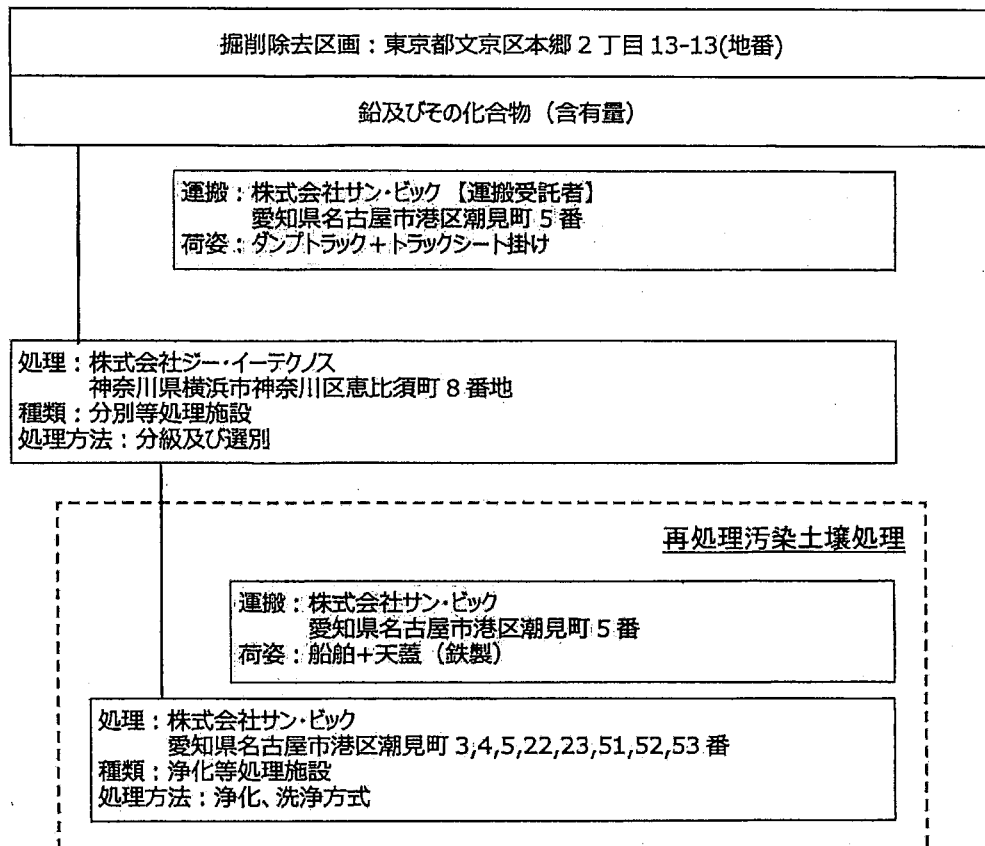 掘削除去区画：東京都文京区本郷２丁目 13-13(地番)
鉛及びその化合物（含有量）
運搬：株式会社サン・ビック【運搬受託者】
愛知県名古屋市港区潮見町 5 番
荷姿：ダンプトラック＋トラックシート掛け
処理：株式会社ジー・イーテクノス
神奈川県横浜市神奈川区恵比須町 8 番地
種類：分別等処理施設
処理方法：分級及び選別
再処理汚染土壌処理
運搬：株式会社サン・ビック
愛知県名古屋市港区潮見町 5 番
荷姿：船舶+天蓋（鉄製）
処理：株式会社サン・ビック
愛知県名古屋市港区潮見町 3,4,5,22,23,51,52,53 番
種類：浄化等処理施設
処理方法：浄化、洗浄方式